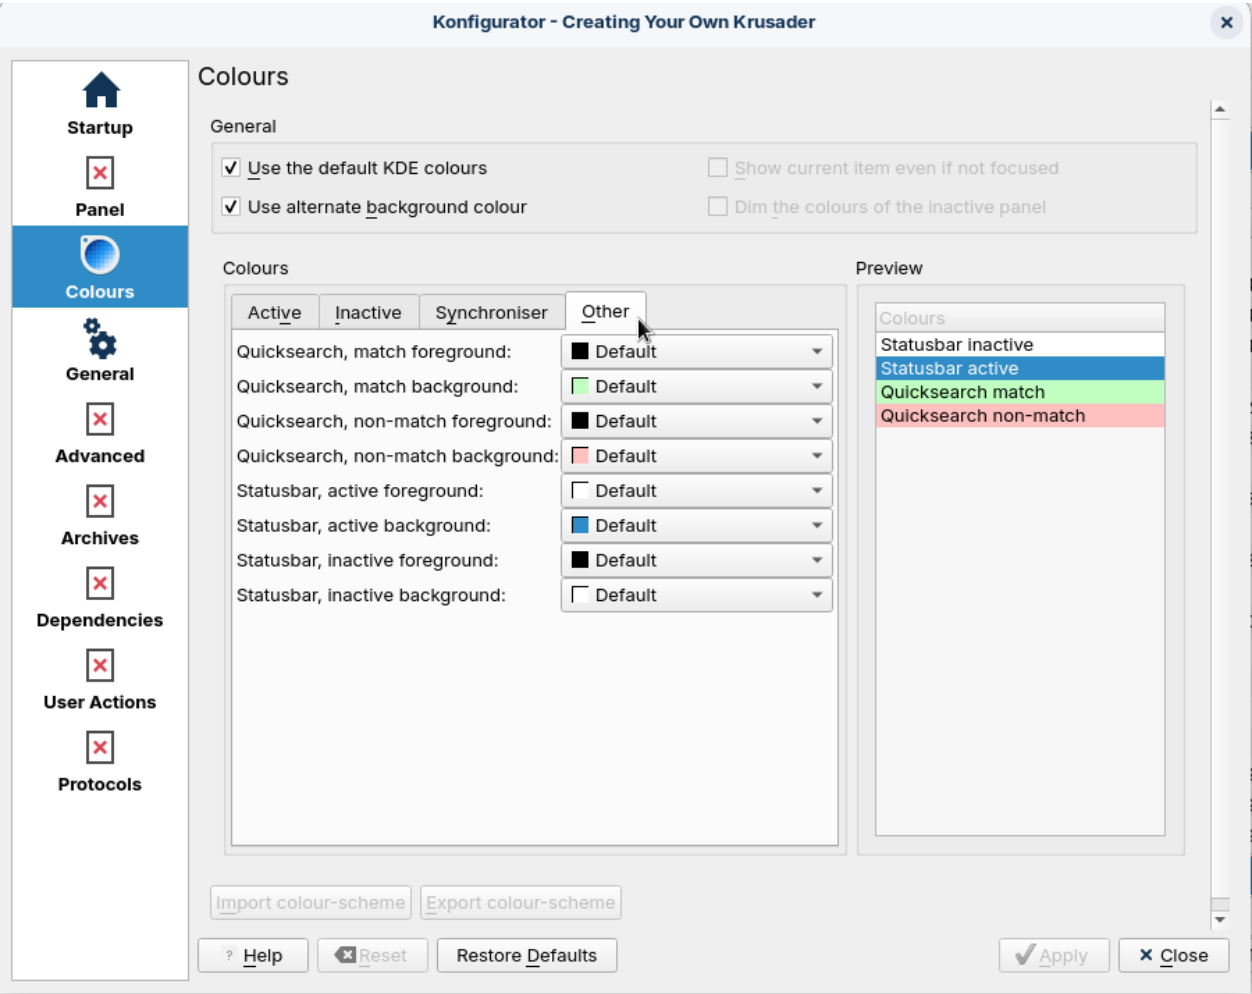 Konfigurator - Creating Your Own Krusader
Startup
Panel
Colours
General
Advanced
Archives
Dependencies
User Actions
Protocols
Colours
General
Use the default KDE colours
Show current item even if not focused
Use alternate background colour
Dim the colours of the inactive panel
Colours
Active
Inactive
Synchroniser
Other
Quicksearch, match foreground: Default
Quicksearch, match background: Default
Quicksearch, non-match foreground: Default
Quicksearch, non-match background: Default
Statusbar, active foreground: Default
Statusbar, active background: Default
Statusbar, inactive foreground: Default
Statusbar, inactive background: Default
Preview
Colours
Statusbar inactive
Statusbar active
Quicksearch match
Quicksearch non-match
Import colour-scheme
Export colour-scheme
? Help
Reset
Restore Defaults
Apply
Close